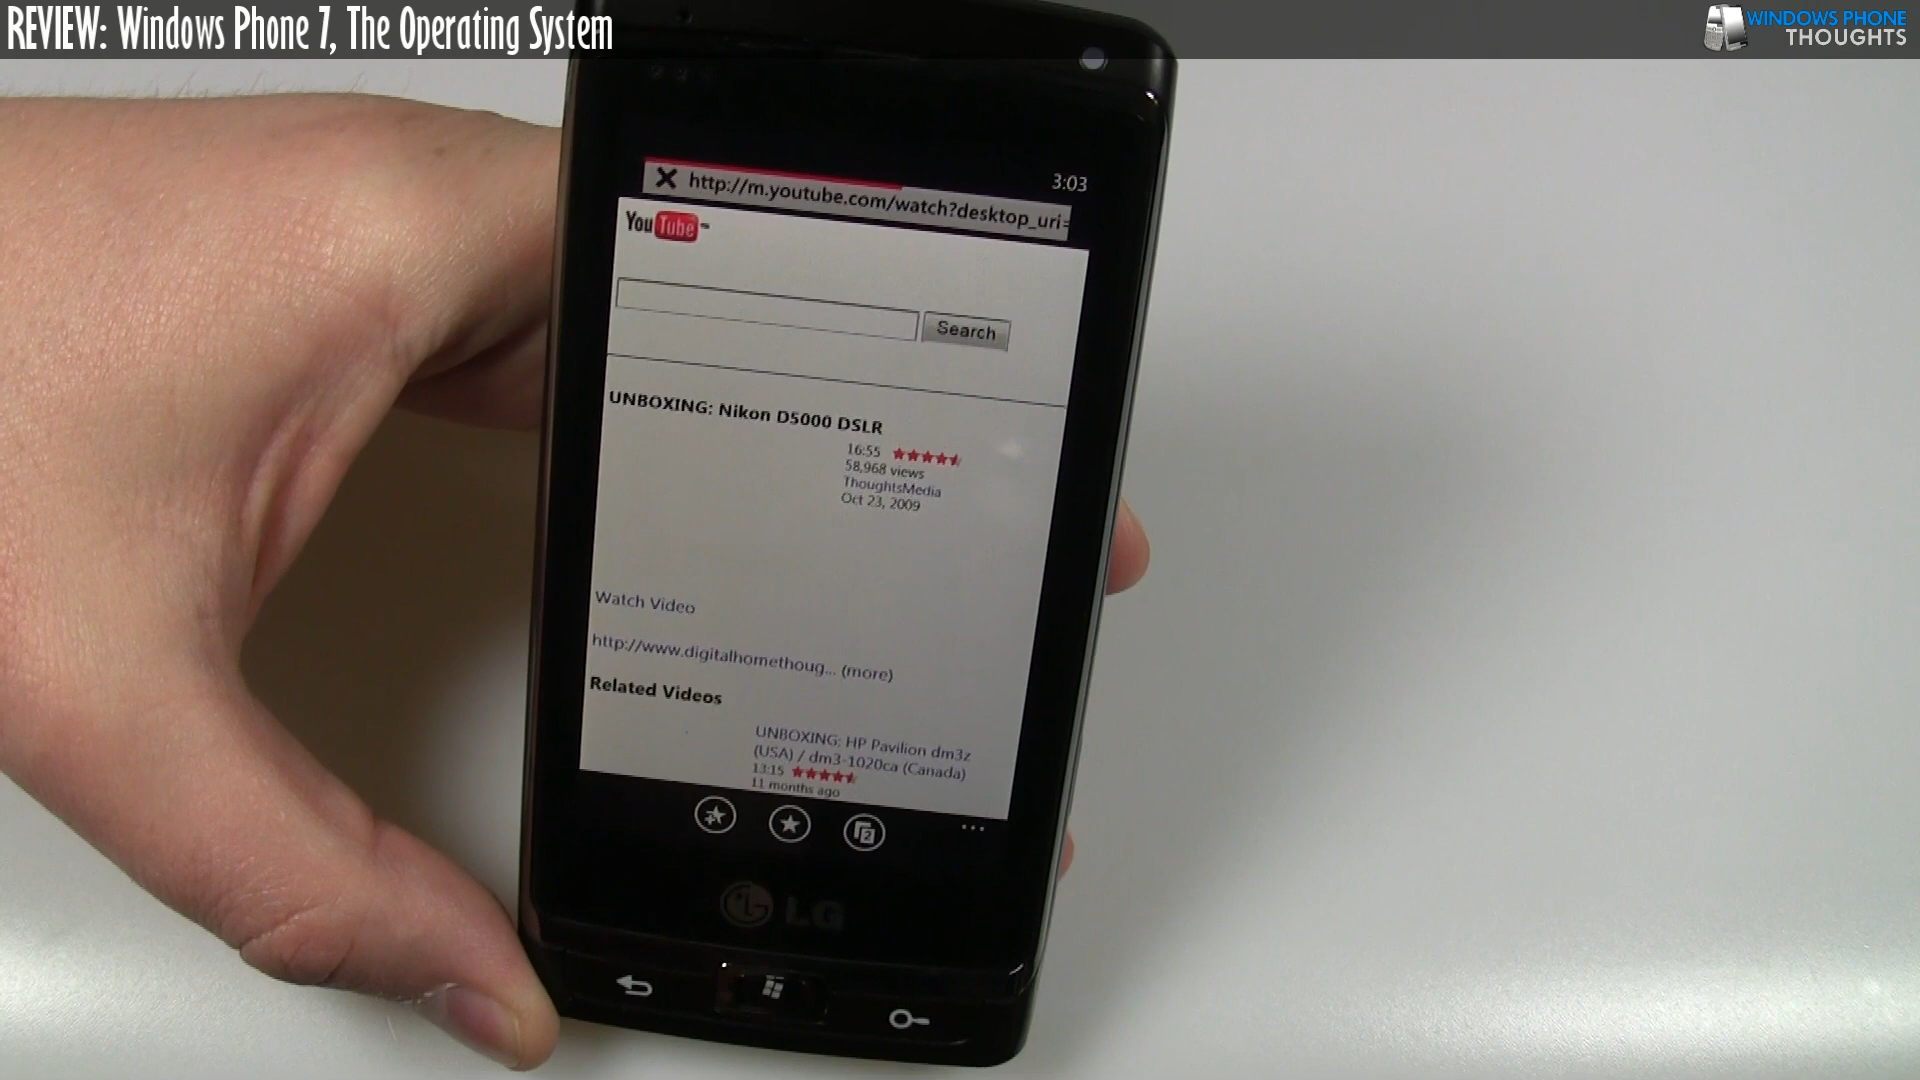 REVIEW: Windows Phone 7, The Operating System
WINDOWS PHONE
THOUGHTS
3:03
http://m.youtube.com/watch?desktop_uri=
YouTube
Search
UNBOXING: Nikon D5000 DSLR
16:55
58,968 views
ThoughtsMedia
Oct 23, 2009
Watch Video
http://www.digitalhomethoug... (more)
Related Videos
UNBOXING: HP Pavilion dm3z
(USA) / dm3-1020ca (Canada)
13:15
11 months ago
2
LG